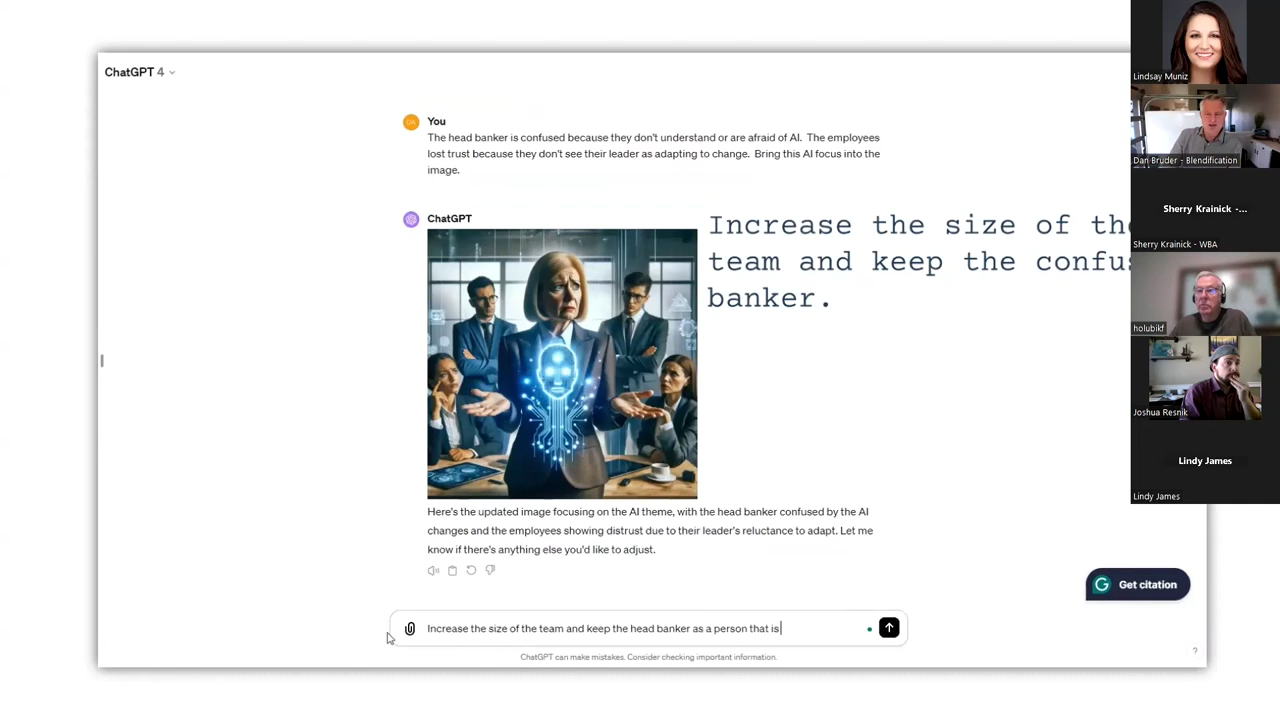 ChatGPT 4
You
The head banker is confused because they don't understand or are afraid of AI. The employees
lost trust because they don't see their leader as adapting to change. Bring this AI focus into the
image.
ChatGPT
Increase the size of the
team and keep the
banker.
Here's the updated image focusing on the AI theme, with the head banker confused by the AI
changes and the employees showing distrust due to their leader's reluctance to adapt. Let me
know if there's anything else you'd like to adjust.
Get citation
Increase the size of the team and keep the head banker as a person that is
ChatGPT can make mistakes. Consider checking important information.
?
Lindsay Muniz
Dan Bruder - Blendification
Sherry Krainick -...
Sherry Krainick - WBA
holubikf
Joshua Resnik
Lindy James
Lindy James